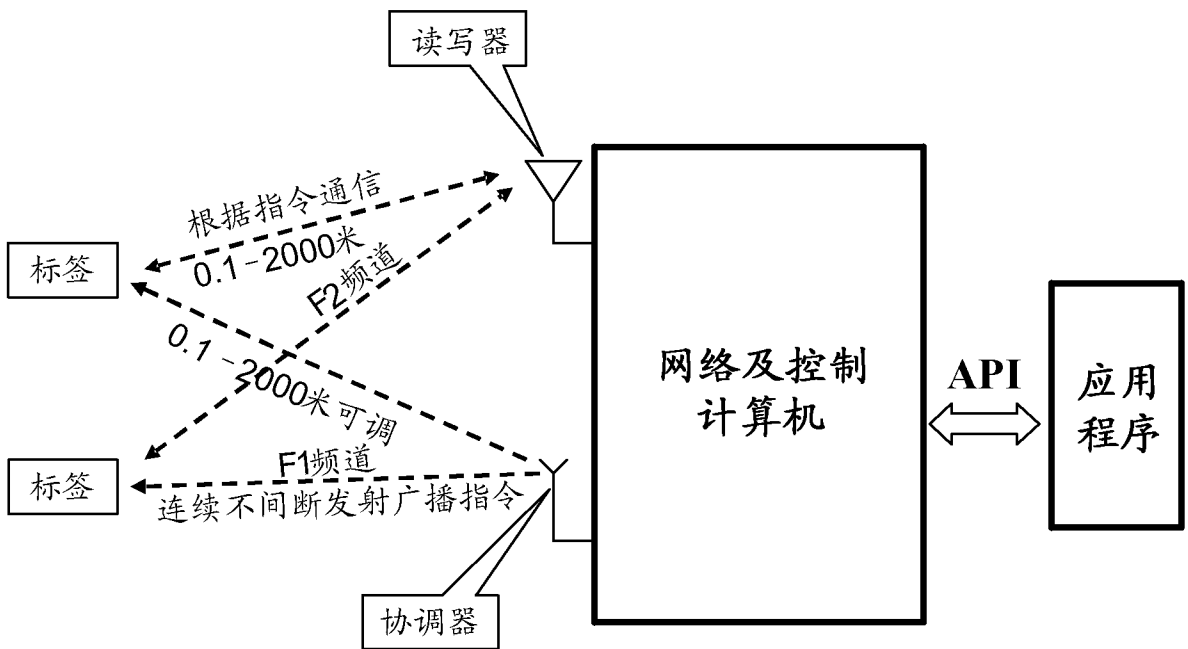 读写器
根据指令通信
0.1-2000米
标签
F2频道
0.1-2000米可调
网络及控制
计算机
API
应用
程序
标签
F1频道
连续不间断发射广播指令
协调器